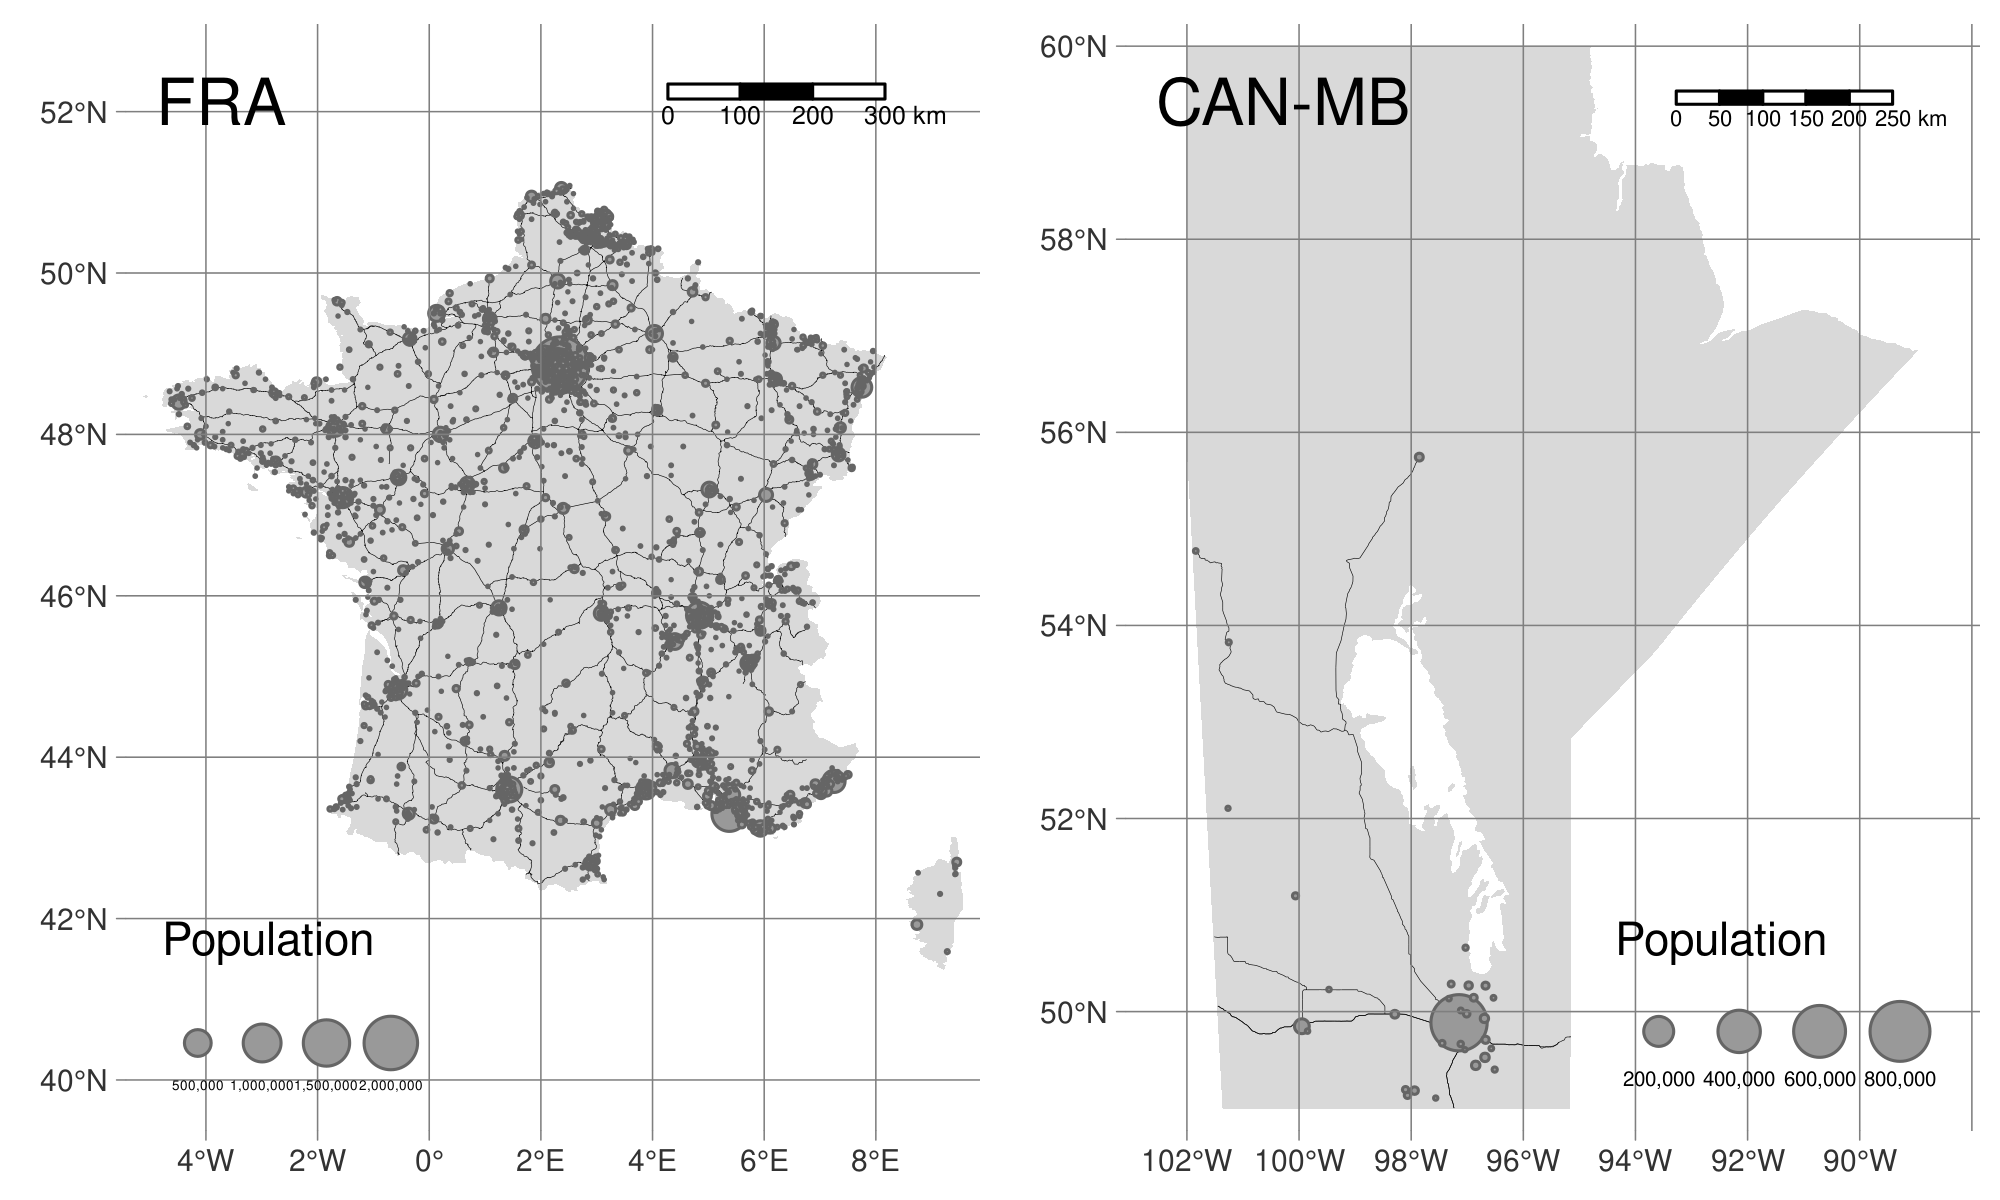 FRA
0 100 200 300 km
52°N
50°N
48°N
46°N
44°N
42°N
40°N
Population
500,000 1,000,000 1,500,000 2,000,000
4°W 2°W 0° 2°E 4°E 6°E 8°E
CAN-MB
0 50 100 150 200 250 km
60°N
58°N
56°N
54°N
52°N
50°N
Population
200,000 400,000 600,000 800,000
102°W 100°W 98°W 96°W 94°W 92°W 90°W